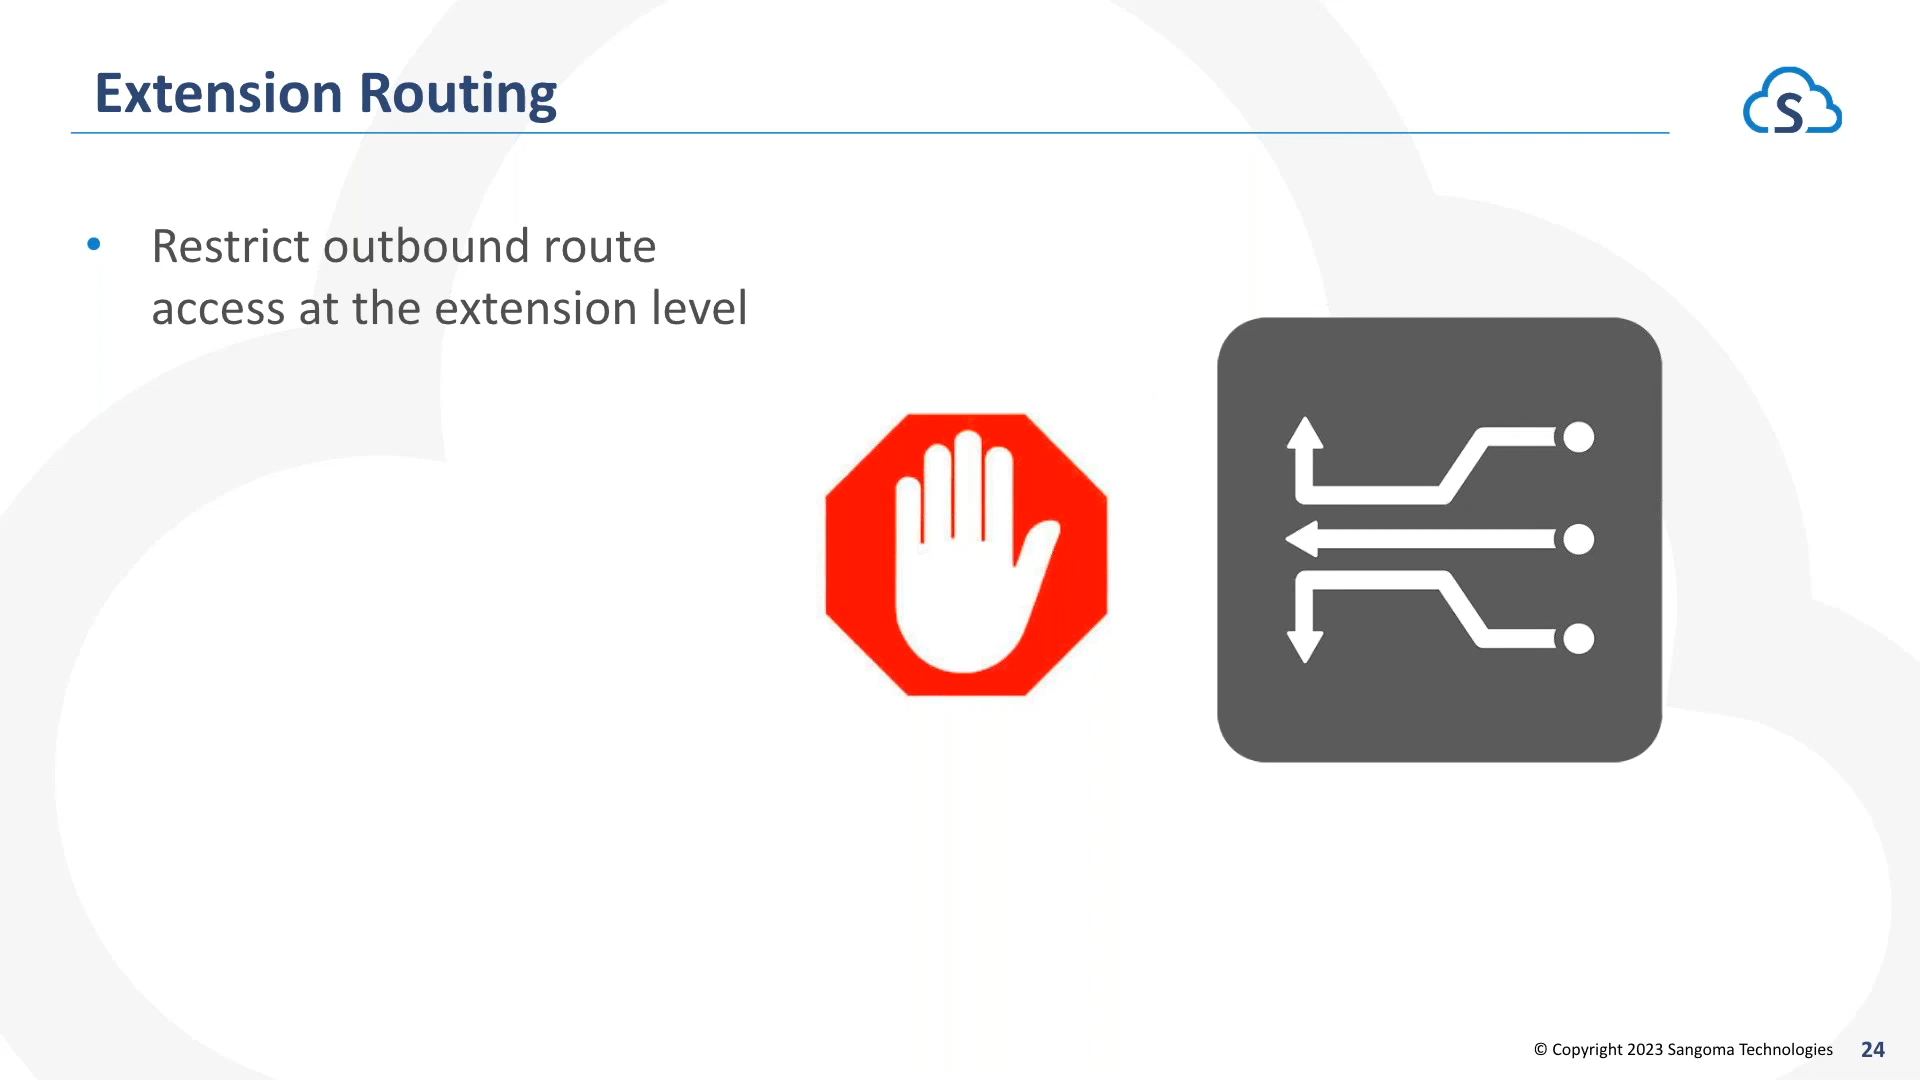 Extension Routing
S
• Restrict outbound route
access at the extension level
© Copyright 2023 Sangoma Technologies 24